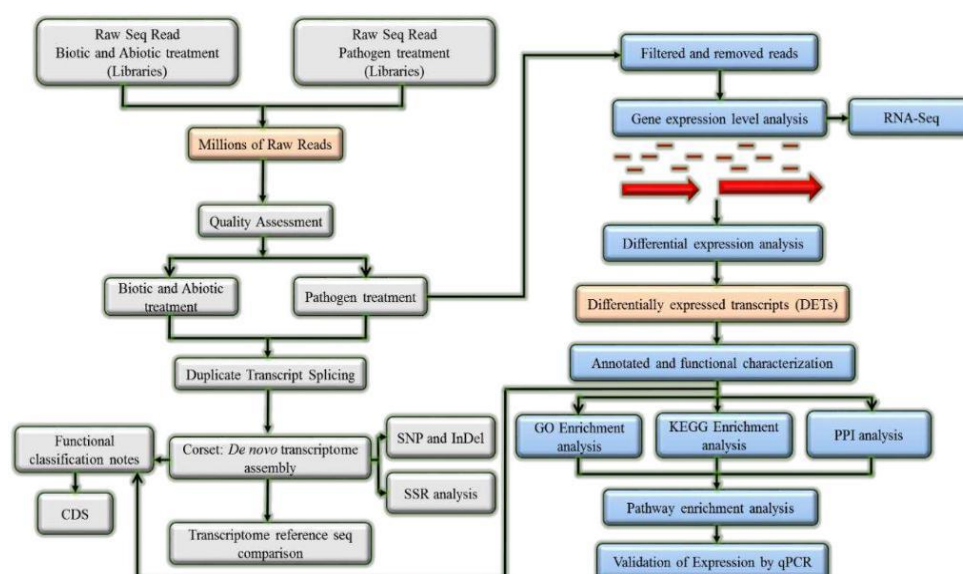 Raw Seq Read
Biotic and Abiotic treatment
(Libraries)
Raw Seq Read
Pathogen treatment
(Libraries)
Millions of Raw Reads
Quality Assessment
Biotic and Abiotic
treatment
Pathogen treatment
Duplicate Transcript Splicing
Functional
classification notes
Corset: De novo transcriptome
assembly
SNP and InDel
SSR analysis
CDS
Transcriptome reference seq
comparison
Filtered and removed reads
Gene expression level analysis
RNA-Seq
Differential expression analysis
Differentially expressed transcripts (DETs)
Annotated and functional characterization
GO Enrichment
analysis
KEGG Enrichment
analysis
PPI analysis
Pathway enrichment analysis
Validation of Expression by qPCR